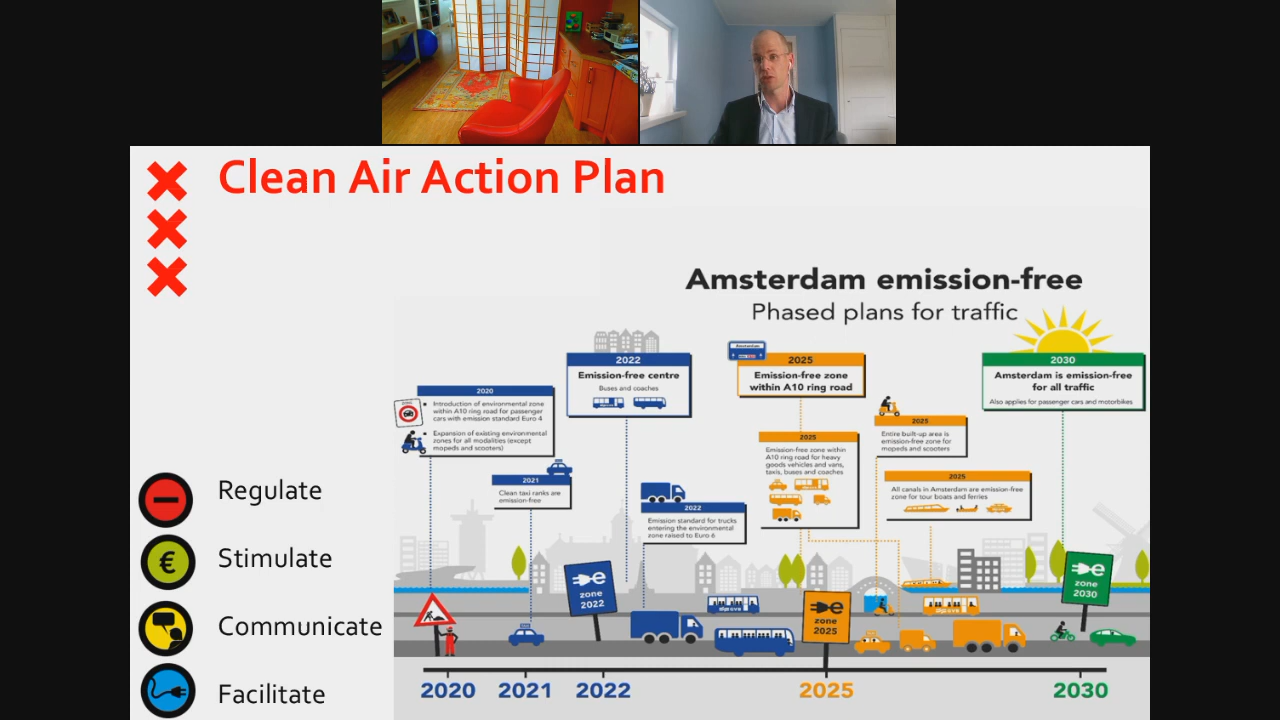 Clean Air Action Plan
Amsterdam emission-free
Phased plans for traffic
2020
Introduction of environmental zone
within A10 ring road for passenger
cars with emission standard Euro 4
Expansion of existing environmental
zones for all modalities (except
mopeds and scooters)
2021
Clean taxi ranks are
emission-free
2022
Emission-free centre
Buses and coaches
2022
Emission standard for trucks
entering the environmental
zone raised to Euro 6
Amsterdam
2025
Emission-free zone
within A10 ring road
2025
Emission-free zone within
A10 ring road for heavy
goods vehicles and vans,
taxis, buses and coaches
2025
Entire built-up area is
emission-free zone for
mopeds and scooters
2025
All canals in Amsterdam are emission-free
zone for tour boats and ferries
2030
Amsterdam is emission-free
for all traffic
Also applies for passenger cars and motorbikes
Regulate
€
Stimulate
Communicate
Facilitate
e
zone
2022
e
zone
2025
e
zone
2030
2020
2021
2022
2025
2030